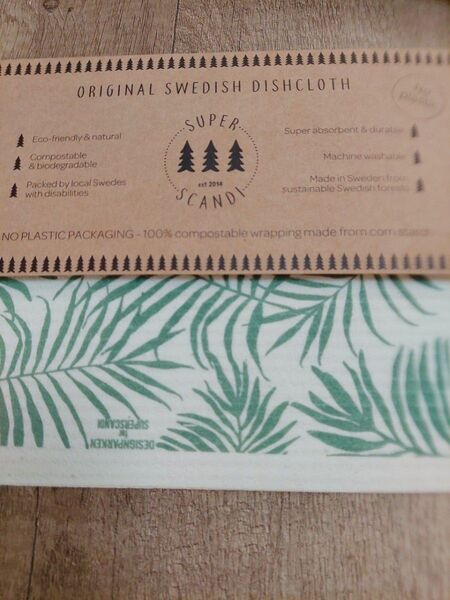 ORIGINAL SWEDISH DISHCLOTH
Eco-friendly & natural
Compostable
& biodegradable
Packed by local Swedes
with disabilities
SUPER
est 2014
SCANDI
Super absorbent & durable
Machine washable
Made in Sweden from
sustainable Swedish forests
NO PLASTIC PACKAGING - 100% compostable wrapping made from corn starch
DESIGNPARKEN
for
SUPERSCANDI